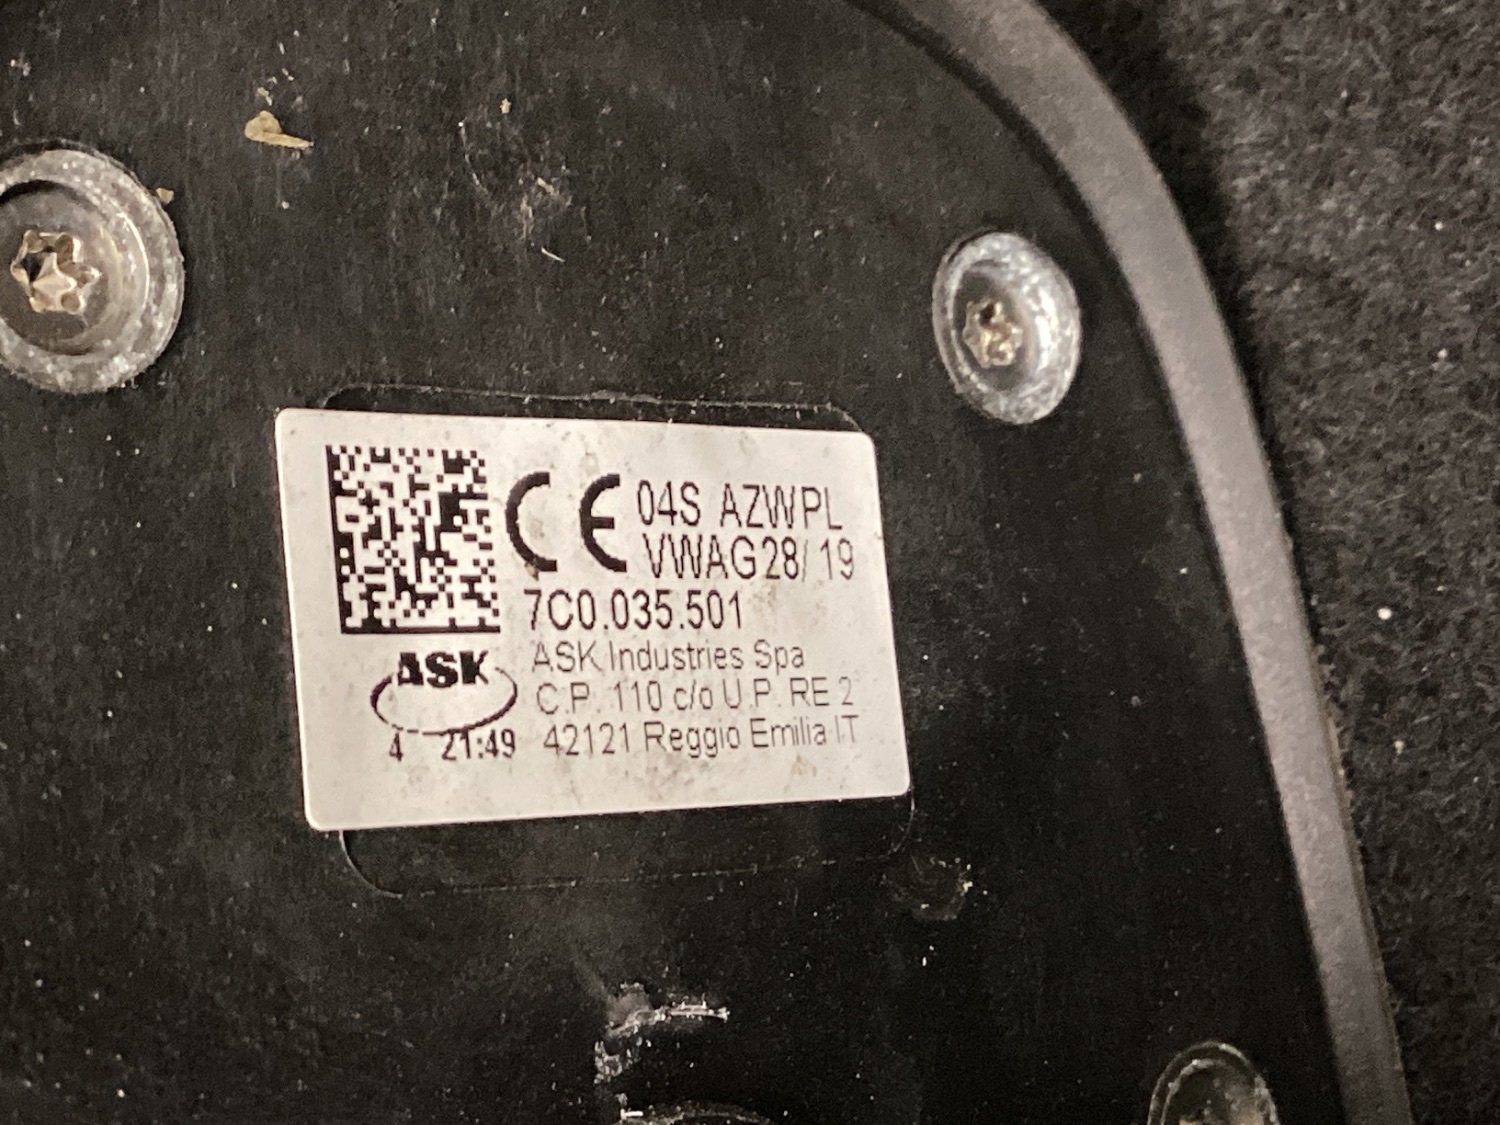 CE 04S AZWPL
VWAG28/19
7C0.035.501
ASK
ASK Industries Spa
C.P. 110 c/o U.P. RE 2
4 21:49 42121 Reggio Emilia IT